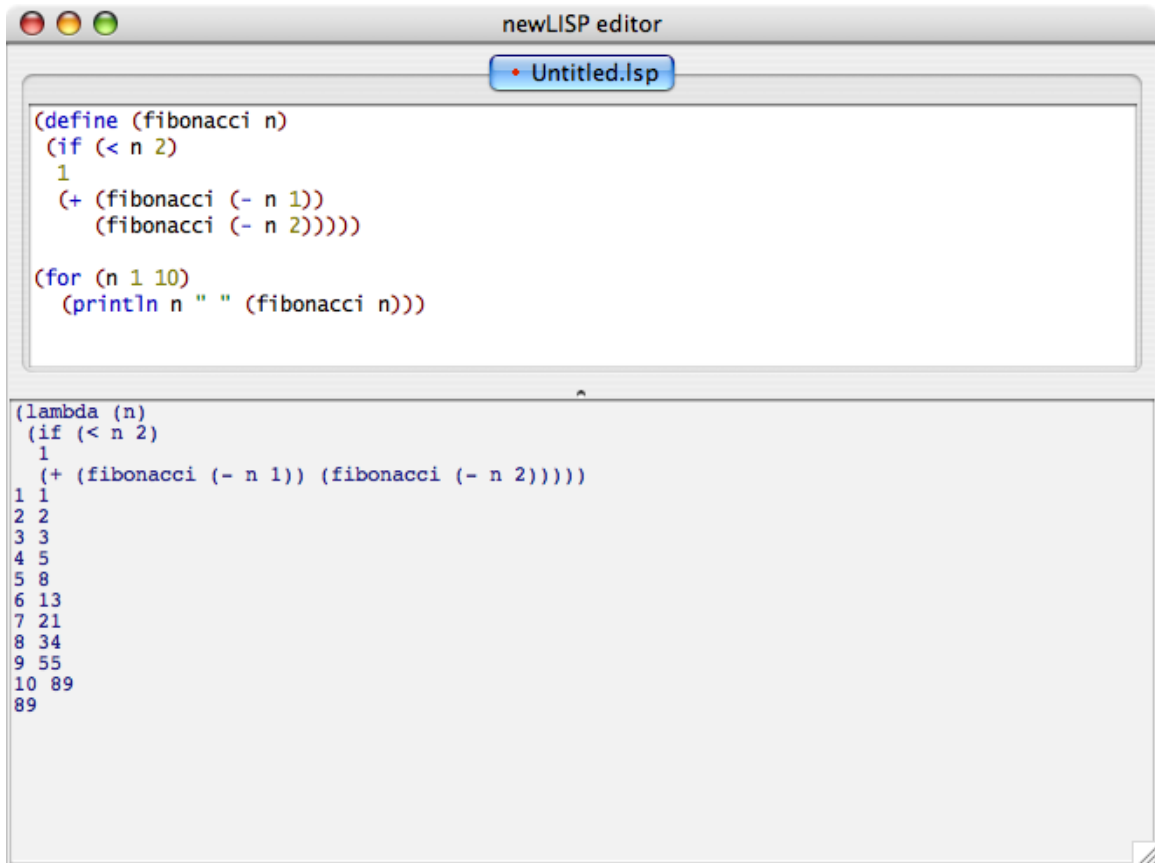 newLISP editor
Untitled.lsp
(define (fibonacci n)
 (if (< n 2)
  1
  (+ (fibonacci (- n 1))
     (fibonacci (- n 2)))))

(for (n 1 10)
  (println n " " (fibonacci n)))
(lambda (n)
 (if (< n 2)
  1
  (+ (fibonacci (- n 1)) (fibonacci (- n 2)))))
1 1
2 2
3 3
4 5
5 8
6 13
7 21
8 34
9 55
10 89
89